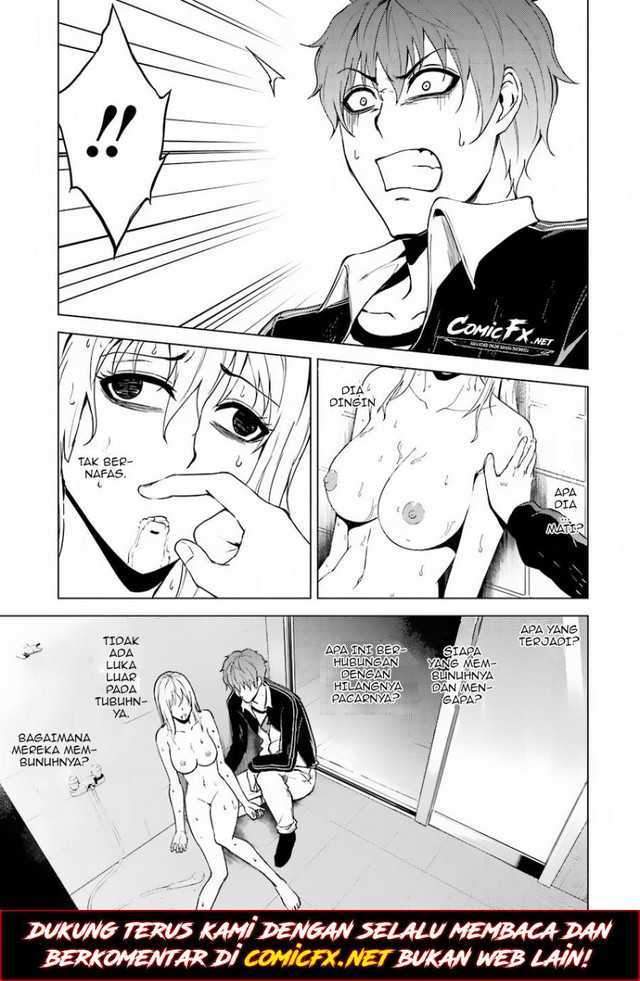 !!
COMICFX.NET
TAK BER-
NAFAS.
DIA
DINGIN
APA
DIA
...
MATI?
APA YANG
TERJADI?
SIAPA
YANG MEM-
BUNUHNYA
DAN MEN-
GAPA?
APA INI BER-
HUBUNGAN
DENGAN
HILANGNYA
PACARNYA?
TIDAK
ADA
LUKA
LUAR
PADA
TUBUHN-
YA.
BAGAIMANA
MEREKA MEM-
BUNUHNYA?
DUKUNG TERUS KAMI DENGAN SELALU MEMBACA DAN
BERKOMENTAR DI COMICFX.NET BUKAN WEB LAIN!